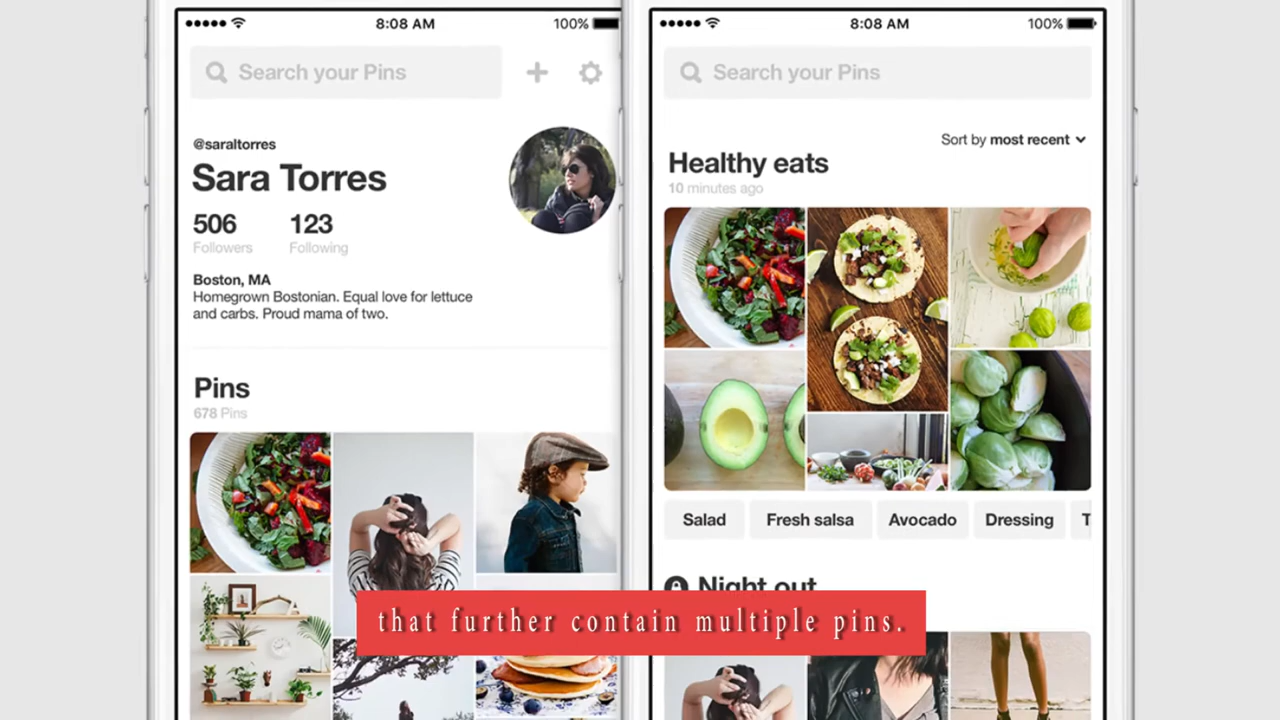 8:08 AM
100%
Search your Pins
@saraltorres
Sara Torres
506
123
Followers
Following
Boston, MA
Homegrown Bostonian. Equal love for lettuce
and carbs. Proud mama of two.
Pins
678 Pins
8:08 AM
100%
Search your Pins
Sort by most recent
Healthy eats
10 minutes ago
Salad
Fresh salsa
Avocado
Dressing
T
Night out
that further contain multiple pins.